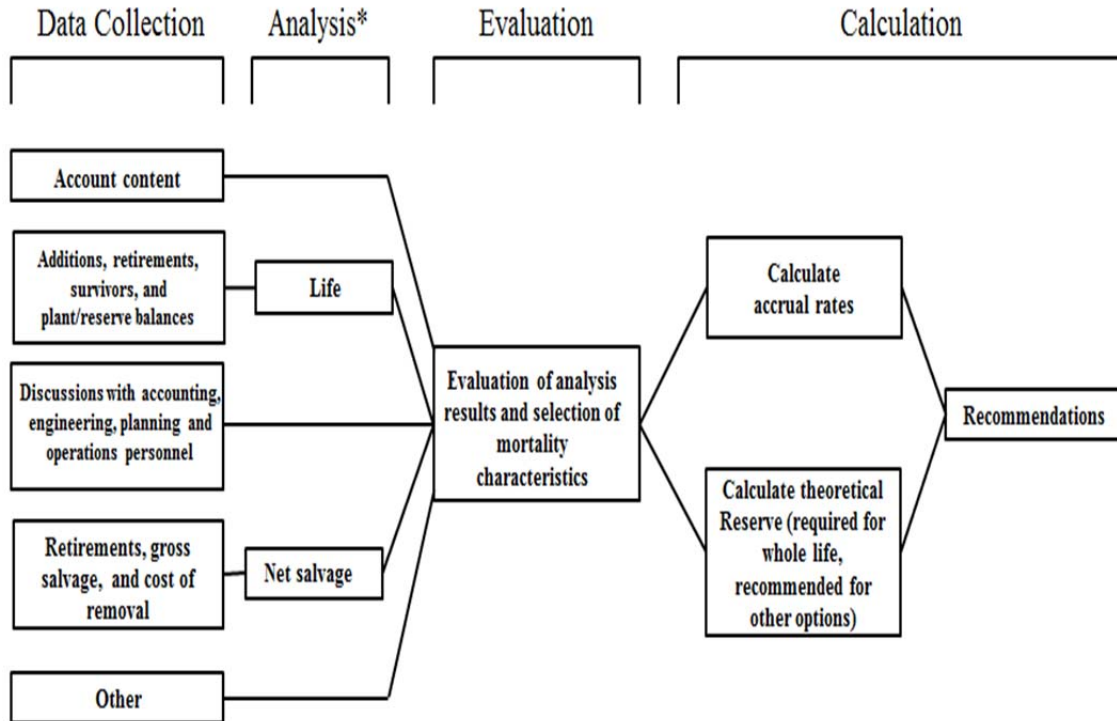 Data Collection
Analysis*
Evaluation
Calculation
Account content
Additions, retirements,
survivors, and
plant/reserve balances
Life
Discussions with accounting,
engineering, planning and
operations personnel
Retirements, gross
salvage, and cost of
removal
Net salvage
Other
Evaluation of analysis
results and selection of
mortality
characteristics
Calculate
accrual rates
Calculate theoretical
Reserve (required for
whole life,
recommended for
other options)
Recommendations